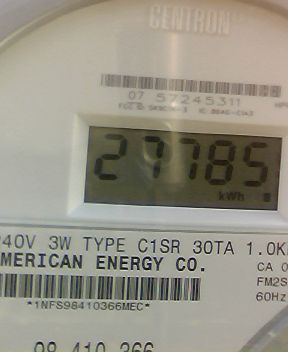 CENTRON
07 57245311
27785
kWh
240V 3W TYPE C1SR 30TA 1.0K
AMERICAN ENERGY CO.
CA 0
FM2S
60Hz
*1NFS98410366MEC*
98 410 366